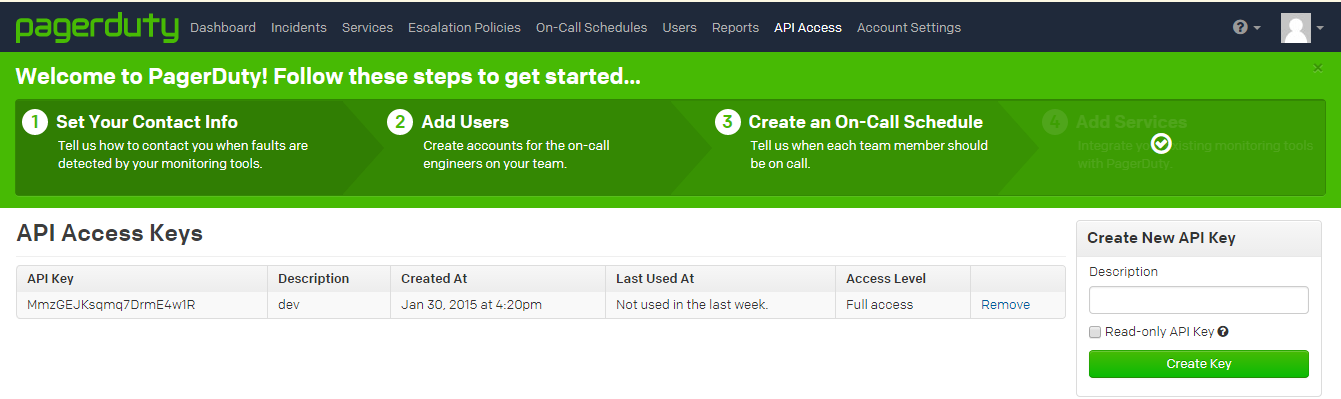 pagerduty Dashboard Incidents Services Escalation Policies On-Call Schedules Users Reports API Access Account Settings
Welcome to PagerDuty! Follow these steps to get started...
1 Set Your Contact Info
Tell us how to contact you when faults are
detected by your monitoring tools.
2 Add Users
Create accounts for the on-call
engineers on your team.
3 Create an On-Call Schedule
Tell us when each team member should
be on call.
4 Add Services
Integrate monitoring tools
with PagerDuty.
API Access Keys
API Key Description Created At Last Used At Access Level
MmzGEJKsqmq7DrmE4w1R dev Jan 30, 2015 at 4:20pm Not used in the last week. Full access Remove
Create New API Key
Description
Read-only API Key
Create Key